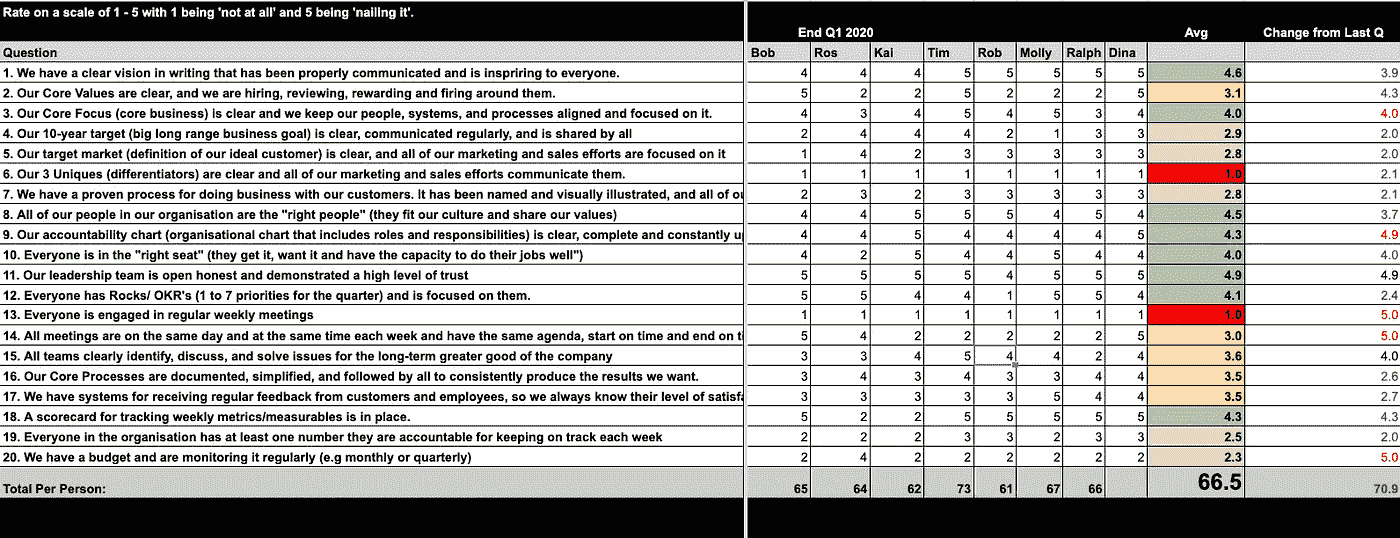 Rate on a scale of 1 - 5 with 1 being 'not at all' and 5 being 'nailing it'.
End Q1 2020 Avg Change from Last Q
Question Bob Ros Kai Tim Rob Molly Ralph Dina
1. We have a clear vision in writing that has been properly communicated and is inspriring to everyone. 4 4 4 5 5 5 5 5 4.6 3.9
2. Our Core Values are clear, and we are hiring, reviewing, rewarding and firing around them. 5 2 2 5 2 2 2 5 3.1 4.3
3. Our Core Focus (core business) is clear and we keep our people, systems, and processes aligned and focused on it. 4 3 4 5 4 5 3 4 4.0 4.0
4. Our 10-year target (big long range business goal) is clear, communicated regularly, and is shared by all 2 4 4 4 2 1 3 3 2.9 2.0
5. Our target market (definition of our ideal customer) is clear, and all of our marketing and sales efforts are focused on it 1 4 2 3 3 3 3 3 2.8 2.0
6. Our 3 Uniques (differentiators) are clear and all of our marketing and sales efforts communicate them. 1 1 1 1 1 1 1 1 1.0 2.1
7. We have a proven process for doing business with our customers. It has been named and visually illustrated, and all of ou 2 3 2 3 3 3 3 3 2.8 2.1
8. All of our people in our organisation are the "right people" (they fit our culture and share our values) 4 4 5 5 5 4 5 4 4.5 3.7
9. Our accountability chart (organisational chart that includes roles and responsibilities) is clear, complete and constantly up 4 4 5 4 4 4 4 5 4.3 4.9
10. Everyone is in the "right seat" (they get it, want it and have the capacity to do their jobs well") 4 2 5 4 4 5 4 4 4.0 4.0
11. Our leadership team is open honest and demonstrated a high level of trust 5 5 5 5 4 5 5 5 4.9 4.9
12. Everyone has Rocks/ OKR's (1 to 7 priorities for the quarter) and is focused on them. 5 5 4 4 1 5 5 4 4.1 2.4
13. Everyone is engaged in regular weekly meetings 1 1 1 1 1 1 1 1 1.0 5.0
14. All meetings are on the same day and at the same time each week and have the same agenda, start on time and end on ti 5 4 2 2 2 2 2 5 3.0 5.0
15. All teams clearly identify, discuss, and solve issues for the long-term greater good of the company 3 3 4 5 4 4 2 4 3.6 4.0
16. Our Core Processes are documented, simplified, and followed by all to consistently produce the results we want. 3 4 3 4 3 3 4 4 3.5 2.6
17. We have systems for receiving regular feedback from customers and employees, so we always know their level of satisfa 3 3 3 3 3 5 4 4 3.5 2.7
18. A scorecard for tracking weekly metrics/measurables is in place. 5 2 2 5 5 5 5 5 4.3 4.3
19. Everyone in the organisation has at least one number they are accountable for keeping on track each week 2 2 2 3 3 2 3 3 2.5 2.0
20. We have a budget and are monitoring it regularly (e.g monthly or quarterly) 2 4 2 2 2 2 2 2 2.3 5.0
Total Per Person: 65 64 62 73 61 67 66 66.5 70.9